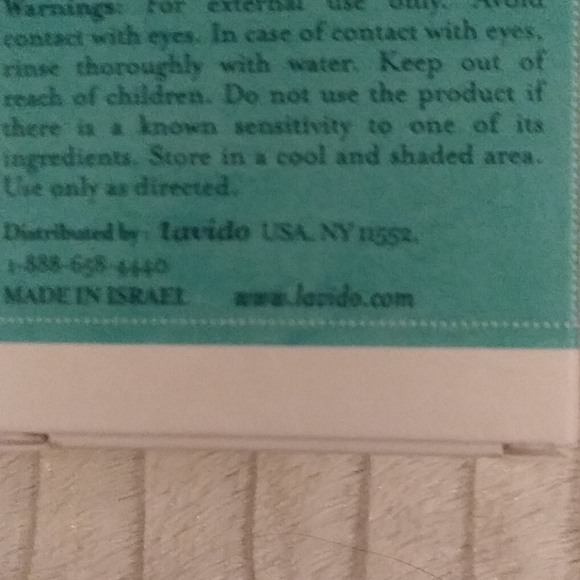 Warnings: For external use only. Avoid
contact with eyes. In case of contact with eyes,
rinse thoroughly with water. Keep out of
reach of children. Do not use the product if
there is a known sensitivity to one of its
ingredients. Store in a cool and shaded area.
Use only as directed.
Distributed by: Lavido USA. NY 11552.
1-888-658-4440
MADE IN ISRAEL www.lavido.com